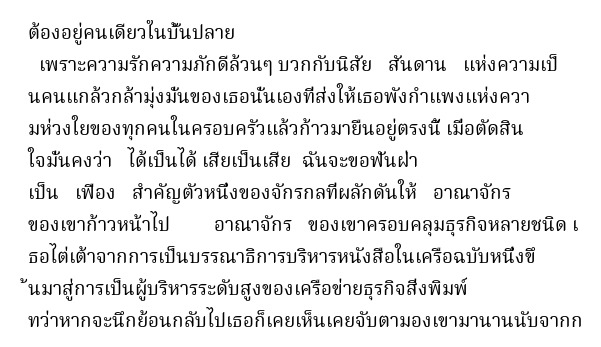 ต้องอยู่คนเดียวในบั้นปลาย
เพราะความรักความภักดีล้วนๆ บวกกับนิสัย สันดาน แห่งความเป็
นคนแกล้วกล้ามุ่งมั่นของเธอนั่นเองที่ส่งให้เธอพังกำแพงแห่งควา
มห่วงใยของทุกคนในครอบครัวแล้วก้าวมายืนอยู่ตรงนี้ เมื่อตัดสิน
ใจมั่นคงว่า ได้เป็นได้ เสียเป็นเสีย ฉันจะขอฟันฝ่า
เป็น เฟือง สำคัญตัวหนึ่งของจักรกลที่ผลักดันให้ อาณาจักร
ของเขาก้าวหน้าไป อาณาจักร ของเขาครอบคลุมธุรกิจหลายชนิด เ
ธอไต่เต้าจากการเป็นบรรณาธิการบริหารหนังสือในเครือฉบับหนึ่งขึ
้นมาสู่การเป็นผู้บริหารระดับสูงของเครือข่ายธุรกิจสิ่งพิมพ์
ทว่าหากจะนึกย้อนกลับไปเธอก็เคยเห็นเคยจับตามองเขามานานนับจากก